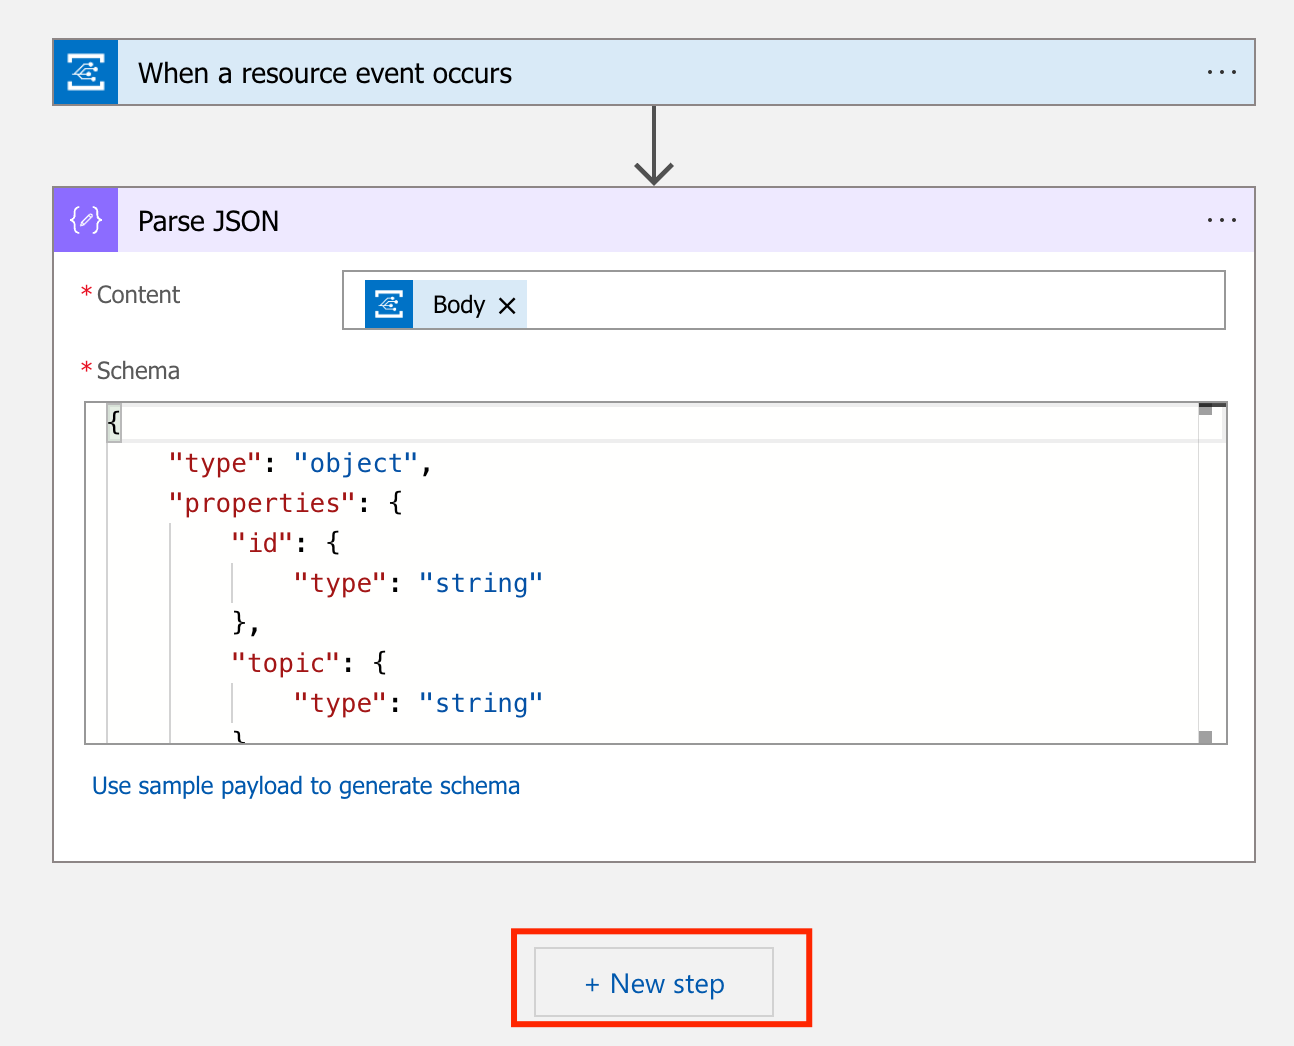 When a resource event occurs
...
Parse JSON
...
* Content
Body
* Schema
{
"type": "object",
"properties": {
"id": {
"type": "string"
},
"topic": {
"type": "string"
}
Use sample payload to generate schema
+ New step